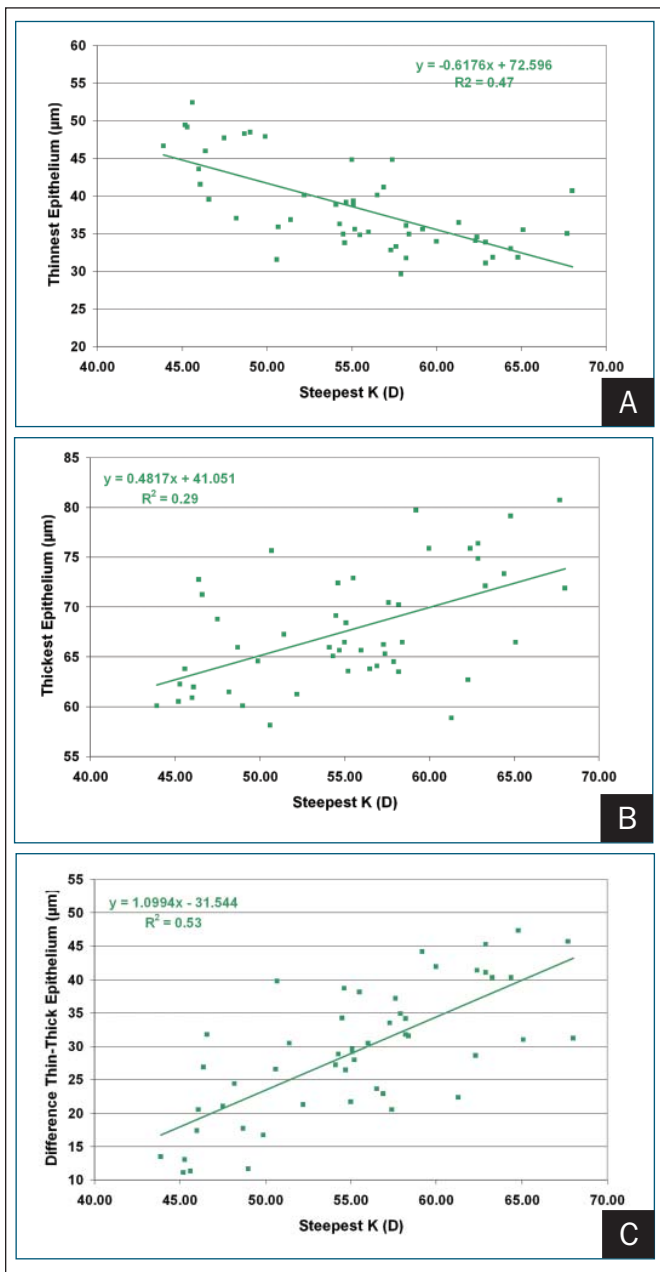 60
55
50
45
40
35
30
25
20
Thinnest Epithelium (µm)
y = -0.6176x + 72.596
R2 = 0.47
40.00 45.00 50.00 55.00 60.00 65.00 70.00
Steepest K (D)
A
85
80
75
70
65
60
55
Thickest Epithelium (µm)
y = 0.4817x + 41.051
R² = 0.29
40.00 45.00 50.00 55.00 60.00 65.00 70.00
Steepest K (D)
B
55
50
45
40
35
30
25
20
15
10
Difference Thin-Thick Epithelium (µm)
y = 1.0994x - 31.544
R² = 0.53
40.00 45.00 50.00 55.00 60.00 65.00 70.00
Steepest K (D)
C